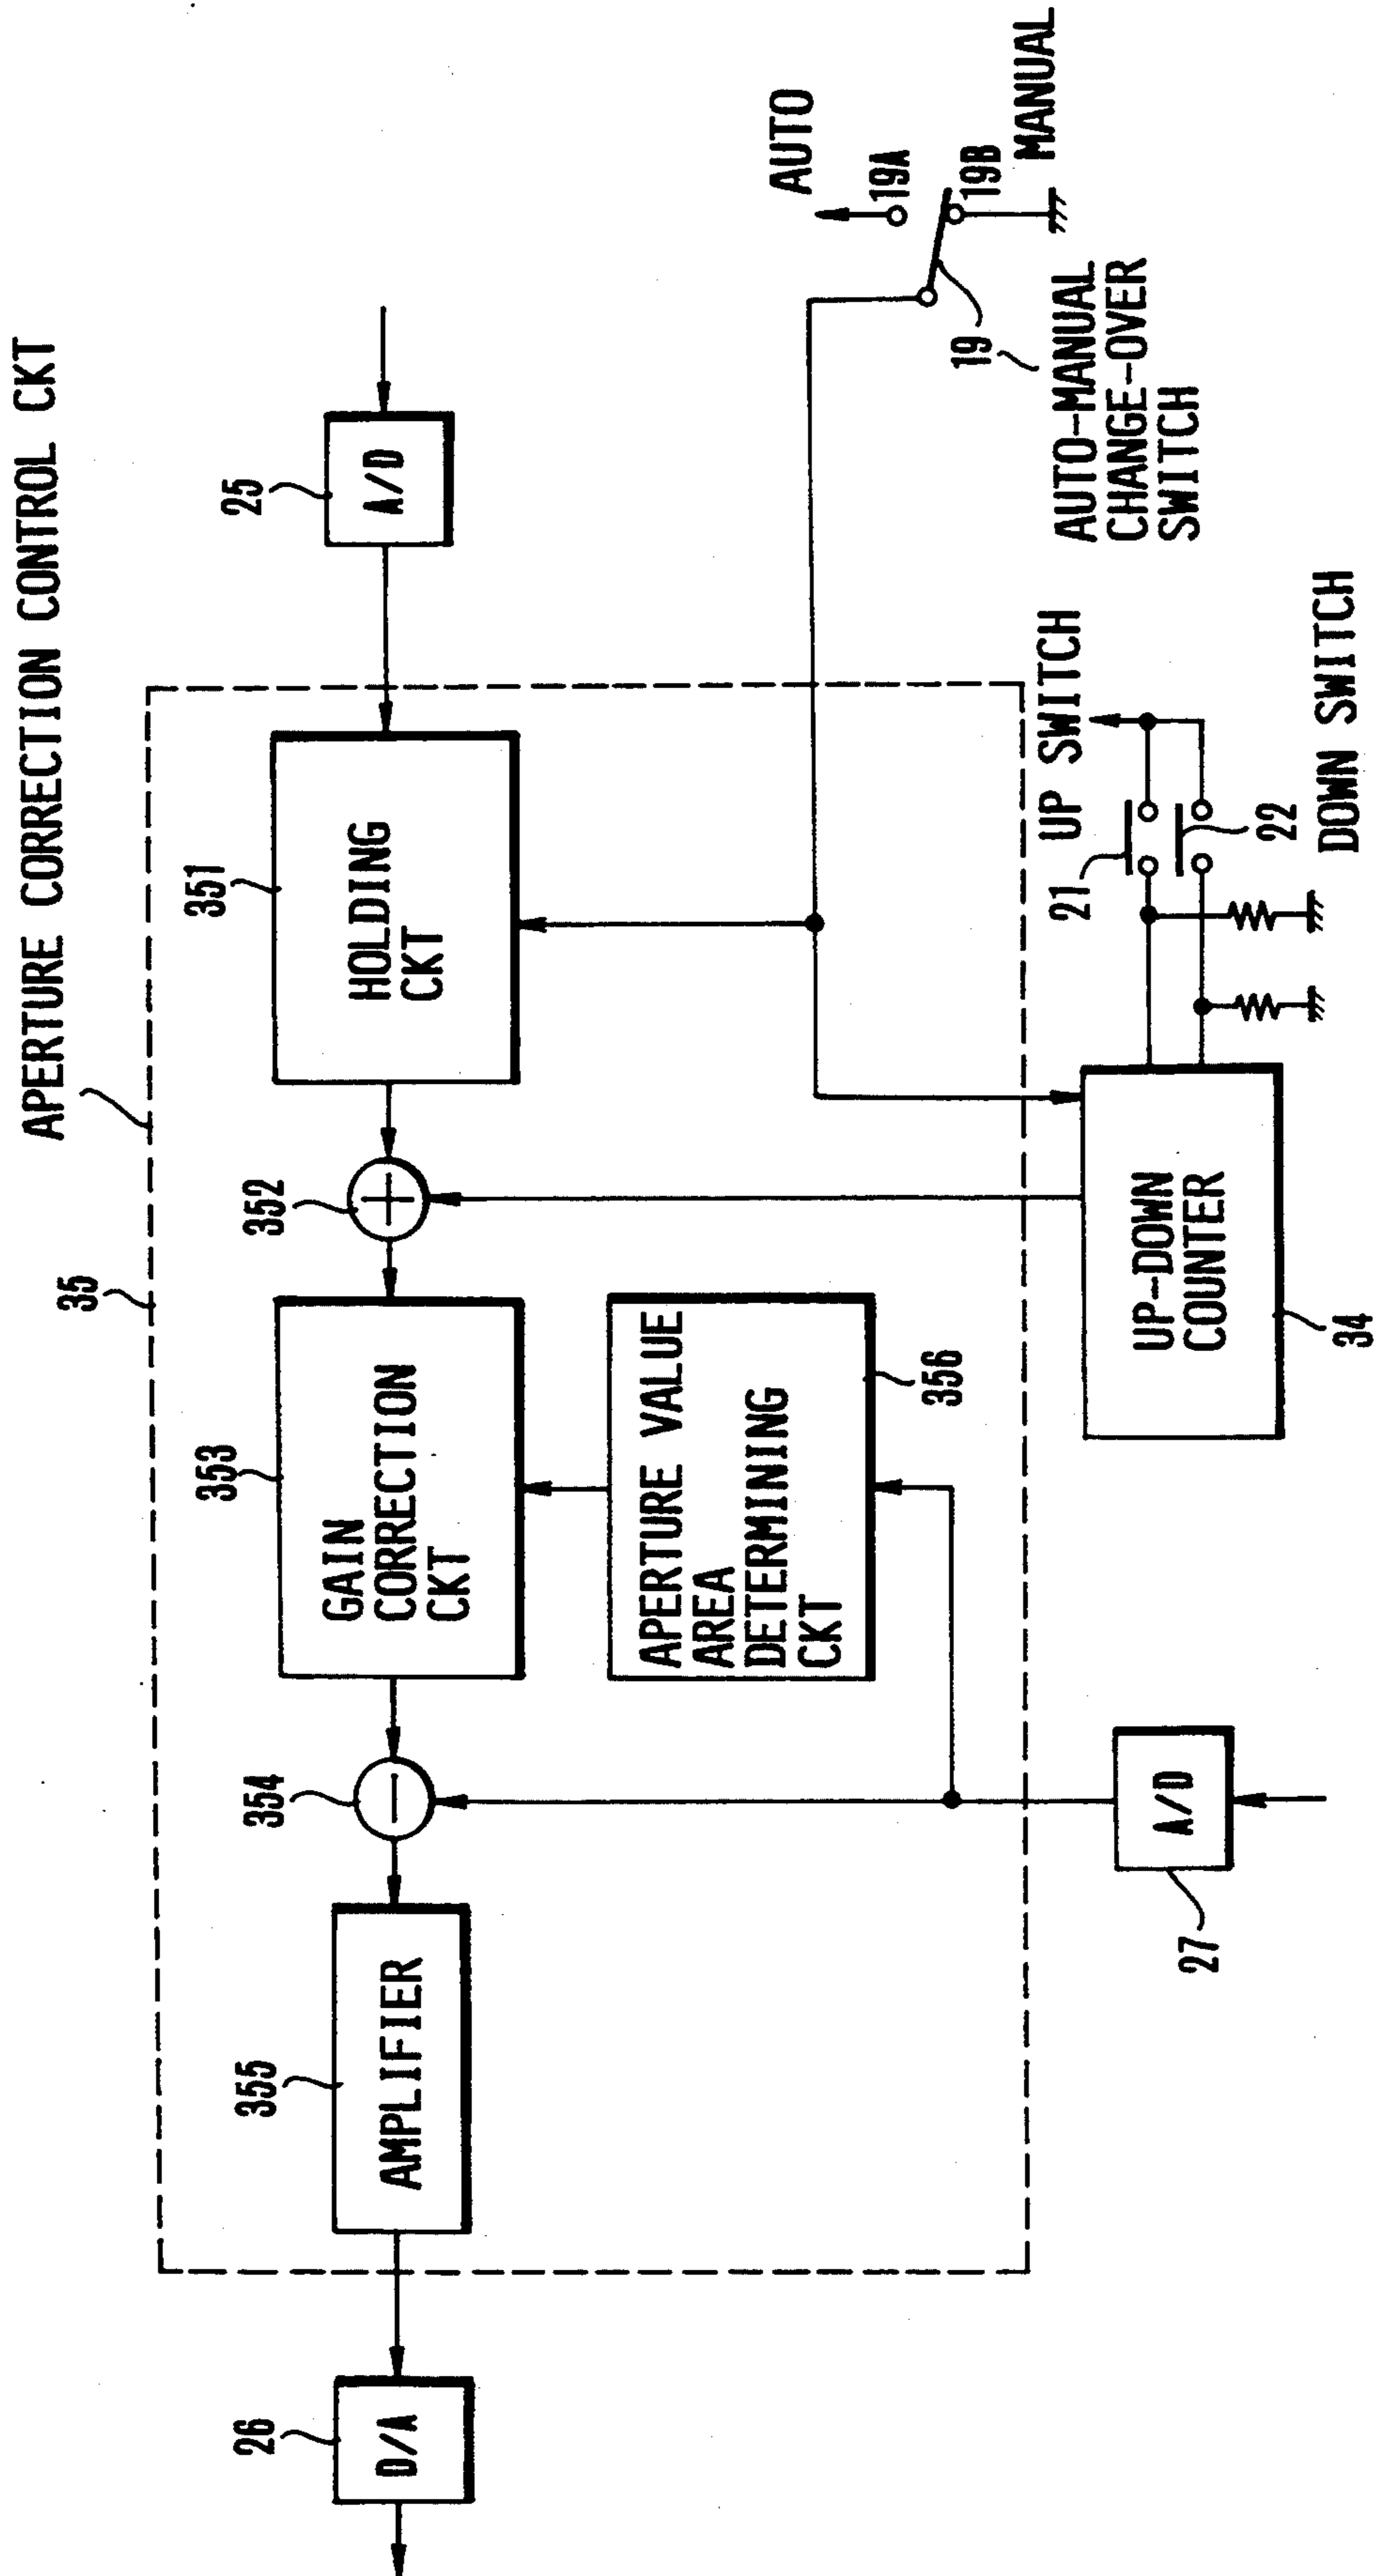 APERTURE CORRECTION CONTROL CKT
35
26
D/A
355
AMPLIFIER
354
353
GAIN
CORRECTION
CKT
352
351
HOLDING
CKT
25
A/D
356
APERTURE VALUE
AREA
DETERMINING
CKT
27
A/D
34
UP-DOWN
COUNTER
UP SWITCH
21
22
DOWN SWITCH
AUTO
19A
19B
MANUAL
19
AUTO-MANUAL
CHANGE-OVER
SWITCH